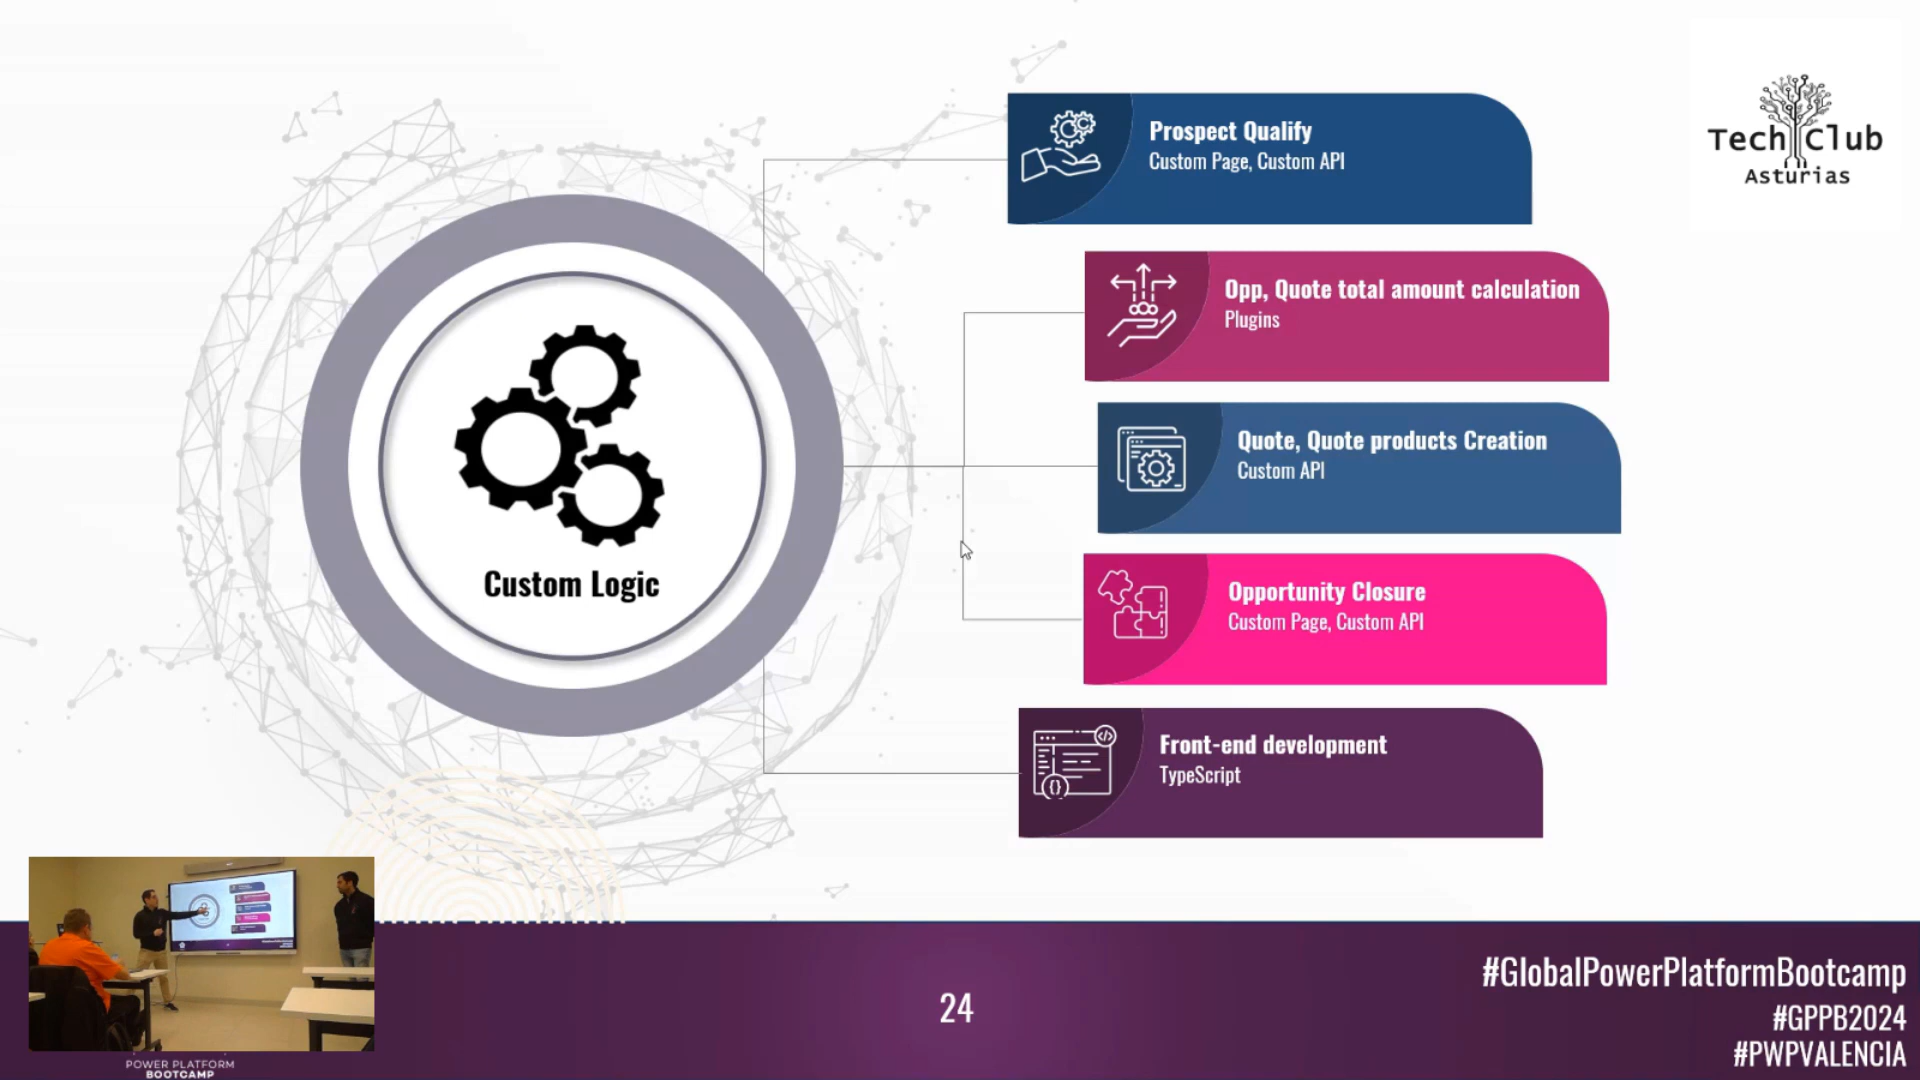 Tech Club
Asturias
Prospect Qualify
Custom Page, Custom API
Opp, Quote total amount calculation
Plugins
Quote, Quote products Creation
Custom API
Custom Logic
Opportunity Closure
Custom Page, Custom API
Front-end development
TypeScript
24
#GlobalPowerPlatformBootcamp
#GPPB2024
#PWPVALENCIA
POWER PLATFORM
BOOTCAMP